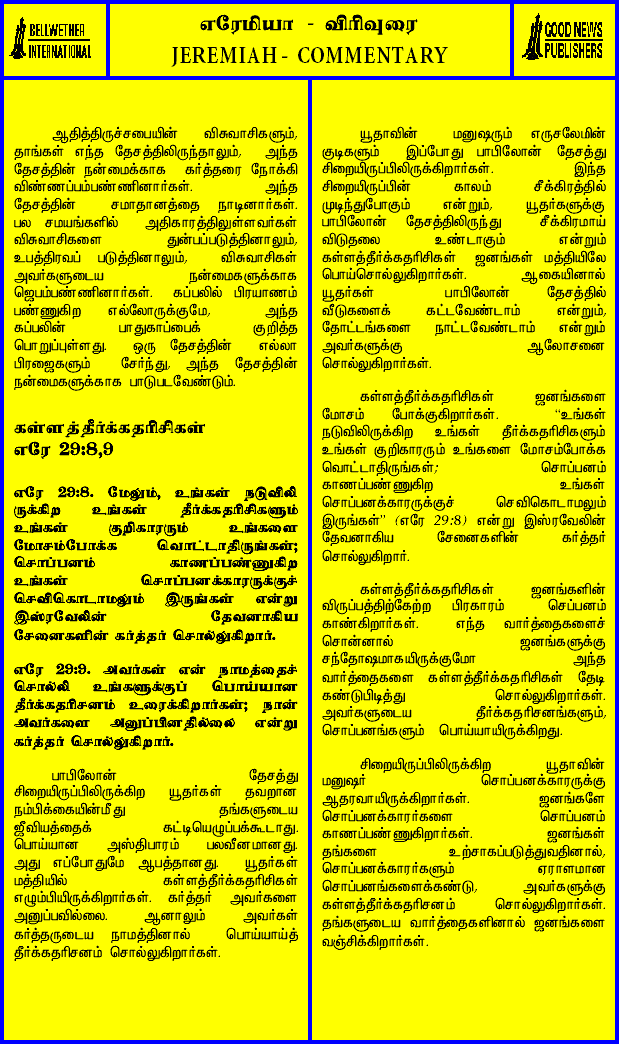 BELLWETHER
INTERNATIONAL
எரேமியா - விரிவுரை
JEREMIAH - COMMENTARY
GOOD NEWS
PUBLISHERS
ஆதித்திருச்சபையின் விசுவாசிகளும்,
தாங்கள் எந்த தேசத்திலிருந்தாலும், அந்த
தேசத்தின் நன்மைக்காக கர்த்தரை நோக்கி
விண்ணப்பம்பண்ணினார்கள். அந்த
தேசத்தின் சமாதானத்தை நாடினார்கள்.
பல சமயங்களில் அதிகாரத்திலுள்ளவர்கள்
விசுவாசிகளை துன்பப்படுத்தினாலும்,
உபத்திரவப் படுத்தினாலும், விசுவாசிகள்
அவர்களுடைய நன்மைகளுக்காக
ஜெபம்பண்ணினார்கள். கப்பலில் பிரயாணம்
பண்ணுகிற எல்லோருக்குமே, அந்த
கப்பலின் பாதுகாப்பைக் குறித்த
பொறுப்புள்ளது. ஒரு தேசத்தின் எல்லா
பிரஜைகளும் சேர்ந்து, அந்த தேசத்தின்
நன்மைகளுக்காக பாடுபடவேண்டும்.
கள்ளத்தீர்க்கதரிசிகள்
எரே 29:8,9
எரே 29:8. மேலும், உங்கள் நடுவிலி
ருக்கிற உங்கள் தீர்க்கதரிசிகளும்
உங்கள் குறிகாரரும் உங்களை
மோசம்போக்க வொட்டாதிருங்கள்;
சொப்பனம் காணப்பண்ணுகிற
உங்கள் சொப்பனக்காரருக்குச்
செவிகொடாமலும் இருங்கள் என்று
இஸ்ரவேலின் தேவனாகிய
சேனைகளின் கர்த்தர் சொல்லுகிறார்.
எரே 29:9. அவர்கள் என் நாமத்தைச்
சொல்லி உங்களுக்குப் பொய்யான
தீர்க்கதரிசனம் உரைக்கிறார்கள்; நான்
அவர்களை அனுப்பினதில்லை என்று
கர்த்தர் சொல்லுகிறார்.
பாபிலோன் தேசத்து
சிறையிருப்பிலிருக்கிற யூதர்கள் தவறான
நம்பிக்கையின்மீது தங்களுடைய
ஜீவியத்தைக் கட்டியெழுப்பக்கூடாது.
பொய்யான அஸ்திபாரம் பலவீனமானது.
அது எப்போதுமே ஆபத்தானது. யூதர்கள்
மத்தியில் கள்ளத்தீர்க்கதரிசிகள்
எழும்பியிருக்கிறார்கள். கர்த்தர் அவர்களை
அனுப்பவில்லை. ஆனாலும் அவர்கள்
கர்த்தருடைய நாமத்தினால் பொய்யாய்த்
தீர்க்கதரிசனம் சொல்லுகிறார்கள்.
யூதாவின் மனுஷரும் எருசலேமின்
குடிகளும் இப்போது பாபிலோன் தேசத்து
சிறையிருப்பிலிருக்கிறார்கள். இந்த
சிறையிருப்பின் காலம் சீக்கிரத்தில்
முடிந்துபோகும் என்றும், யூதர்களுக்கு
பாபிலோன் தேசத்திலிருந்து சீக்கிரமாய்
விடுதலை உண்டாகும் என்றும்
கள்ளத்தீர்க்கதரிசிகள் ஜனங்கள் மத்தியிலே
பொய்சொல்லுகிறார்கள். ஆகையினால்
யூதர்கள் பாபிலோன் தேசத்தில்
வீடுகளைக் கட்டவேண்டாம் என்றும்,
தோட்டங்களை நாட்டவேண்டாம் என்றும்
அவர்களுக்கு ஆலோசனை
சொல்லுகிறார்கள்.
கள்ளத்தீர்க்கதரிசிகள் ஜனங்களை
மோசம் போக்குகிறார்கள். "உங்கள்
நடுவிலிருக்கிற உங்கள் தீர்க்கதரிசிகளும்
உங்கள் குறிகாரரும் உங்களை மோசம்போக்க
வொட்டாதிருங்கள்; சொப்பனம்
காணப்பண்ணுகிற உங்கள்
சொப்பனக்காரருக்குச் செவிகொடாமலும்
இருங்கள்" (எரே 29:8) என்று இஸ்ரவேலின்
தேவனாகிய சேனைகளின் கர்த்தர்
சொல்லுகிறார்.
கள்ளத்தீர்க்கதரிசிகள் ஜனங்களின்
விருப்பத்திற்கேற்ற பிரகாரம் செப்பனம்
காண்கிறார்கள். எந்த வார்த்தைகளைச்
சொன்னால் ஜனங்களுக்கு
சந்தோஷமாகயிருக்குமோ அந்த
வார்த்தைகளை கள்ளத்தீர்க்கதரிசிகள் தேடி
கண்டுபிடித்து சொல்லுகிறார்கள்.
அவர்களுடைய தீர்க்கதரிசனங்களும்,
சொப்பனங்களும் பொய்யாயிருக்கிறது.
சிறையிருப்பிலிருக்கிற யூதாவின்
மனுஷர் சொப்பனக்காரருக்கு
ஆதரவாயிருக்கிறார்கள். ஜனங்களே
சொப்பனக்காரர்களை சொப்பனம்
காணப்பண்ணுகிறார்கள். ஜனங்கள்
தங்களை உற்சாகப்படுத்துவதினால்,
சொப்பனக்காரர்களும் ஏராளமான
சொப்பனங்களைக்கண்டு, அவர்களுக்கு
கள்ளத்தீர்க்கதரிசனம் சொல்லுகிறார்கள்.
தங்களுடைய வார்த்தைகளினால் ஜனங்களை
வஞ்சிக்கிறார்கள்.